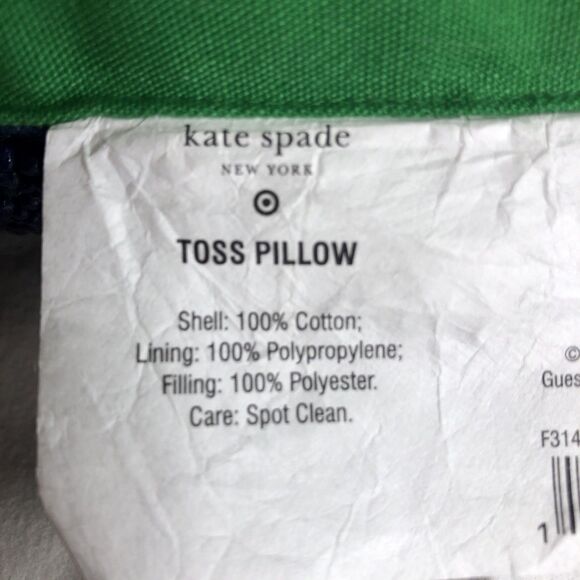 kate spade
NEW YORK
TOSS PILLOW
Shell: 100% Cotton;
Lining: 100% Polypropylene;
Filling: 100% Polyester.
Care: Spot Clean.
©
Gues
F314
1